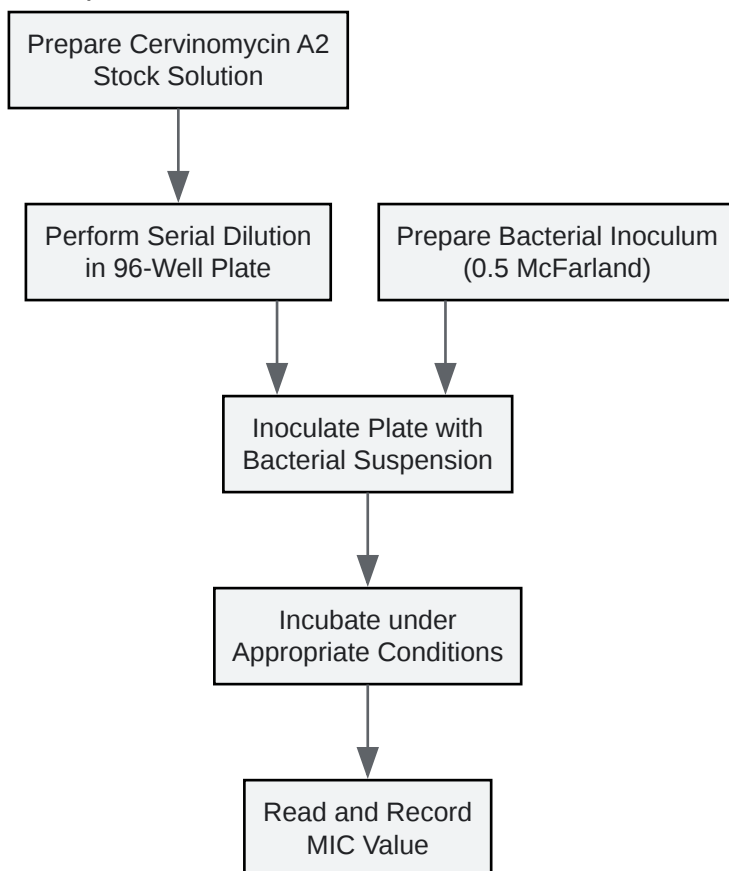 Prepare Cervinomycin A2
Stock Solution
Perform Serial Dilution
in 96-Well Plate
Prepare Bacterial Inoculum
(0.5 McFarland)
Inoculate Plate with
Bacterial Suspension
Incubate under
Appropriate Conditions
Read and Record
MIC Value